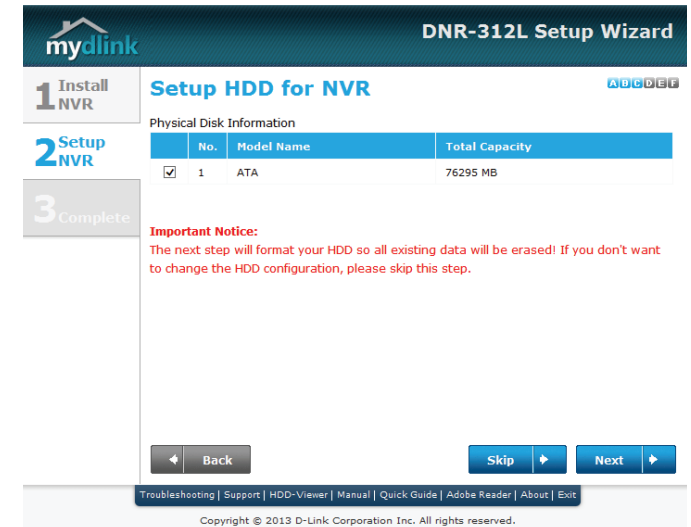 mydlink
DNR-312L Setup Wizard
1 Install
NVR
2 Setup
NVR
3 Complete
Setup HDD for NVR
A B C D E F
Physical Disk Information
No. Model Name Total Capacity
1 ATA 76295 MB
Important Notice:
The next step will format your HDD so all existing data will be erased! If you don't want
to change the HDD configuration, please skip this step.
Back
Skip
Next
Troubleshooting | Support | HDD-Viewer | Manual | Quick Guide | Adobe Reader | About | Exit
Copyright © 2013 D-Link Corporation Inc. All rights reserved.